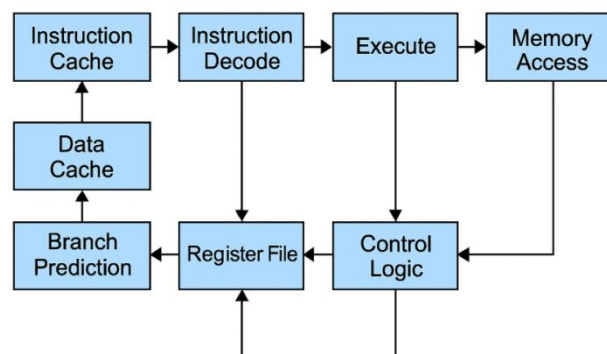 Instruction
Cache
Instruction
Decode
Execute
Memory
Access
Data
Cache
Branch
Prediction
Register File
Control
Logic